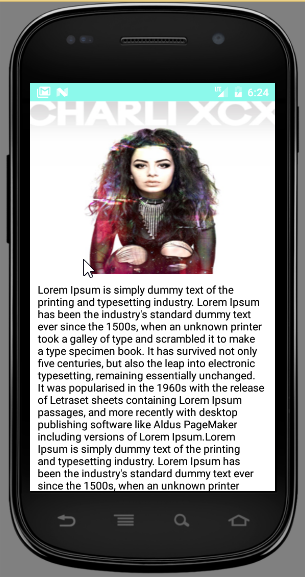 6:24
CHARLI XCX
Lorem Ipsum is simply dummy text of the
printing and typesetting industry. Lorem Ipsum
has been the industry's standard dummy text
ever since the 1500s, when an unknown printer
took a galley of type and scrambled it to make
a type specimen book. It has survived not only
five centuries, but also the leap into electronic
typesetting, remaining essentially unchanged.
It was popularised in the 1960s with the release
of Letraset sheets containing Lorem Ipsum
passages, and more recently with desktop
publishing software like Aldus PageMaker
including versions of Lorem Ipsum.Lorem
Ipsum is simply dummy text of the printing
and typesetting industry. Lorem Ipsum has
been the industry's standard dummy text ever
since the 1500s, when an unknown printer